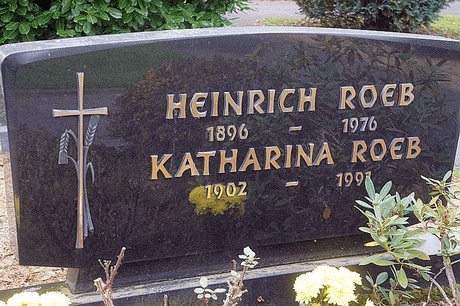 HEINRICH ROEB
1896 – 1976
KATHARINA ROEB
1902 –